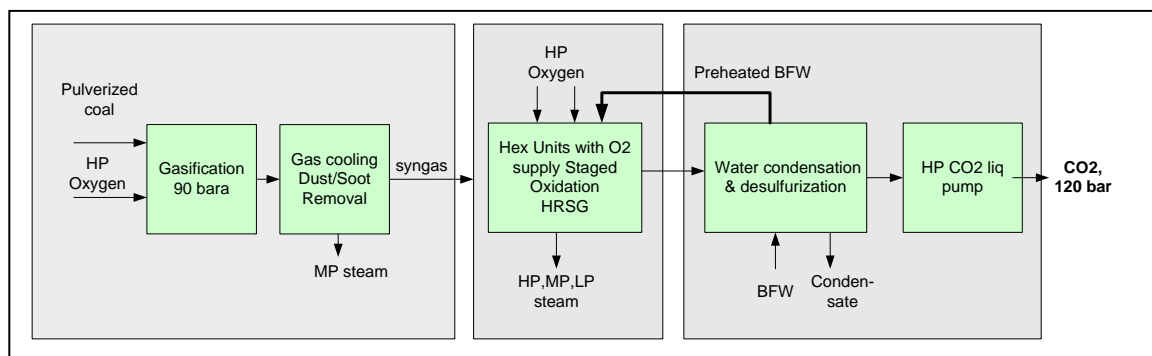 Pulverized
coal
HP
Oxygen
Gasification
90 bara
Gas cooling
Dust/Soot
Removal
MP steam
syngas
HP
Oxygen
Preheated BFW
Hex Units with O2
supply Staged
Oxidation
HRSG
HP,MP,LP
steam
Water condensation
& desulfurization
BFW
Conden-
sate
HP CO2 liq
pump
CO2,
120 bar